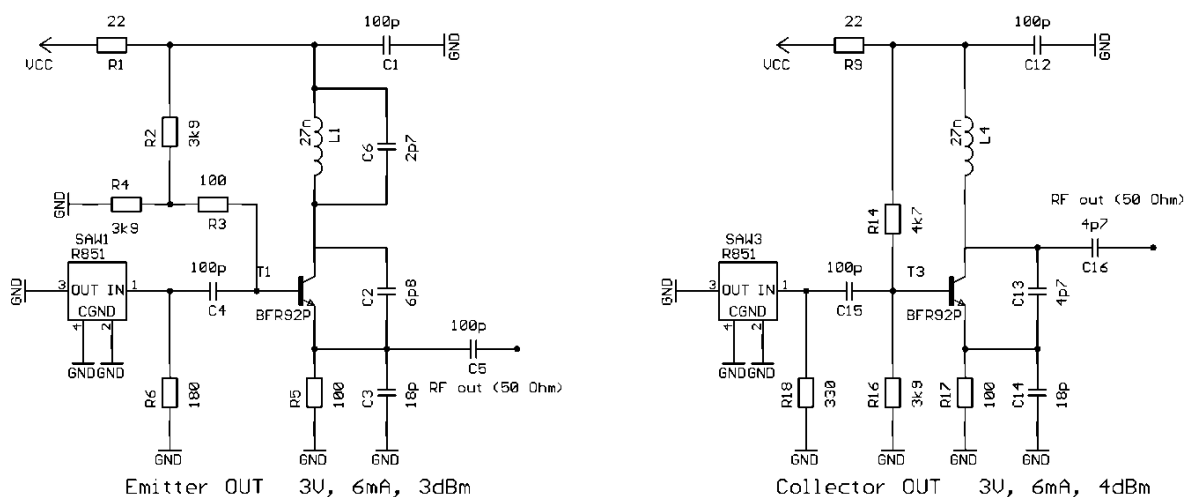 22
R1
VCC
100p
C1
GND
R2
3k9
27n
L1
C6
2p7
GND
R4
3k9
100
R3
SAW1
R851
GND
3 OUT IN 1
CGND
4 2
GND GND
100p
C4
T1
BFR92P
C2
6p8
100p
C5
RF out (50 Ohm)
R6
180
R5
100
C3
18p
GND
GND
GND
Emitter OUT 3V, 6mA, 3dBm
22
R9
VCC
100p
C12
GND
27n
L4
R14
4k7
RF out (50 Ohm)
4p7
C16
SAW3
R851
GND
3 OUT IN 1
CGND
4 2
GND GND
100p
C15
T3
BFR92P
C13
4p7
R18
330
R16
3k9
R17
100
C14
18p
GND
GND
GND
GND
Collector OUT 3V, 6mA, 4dBm